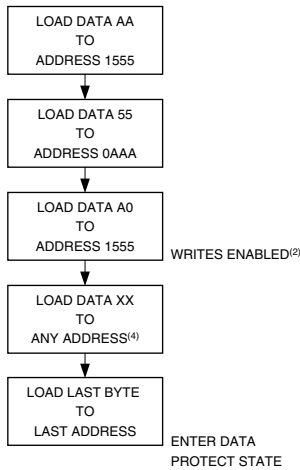 LOAD DATA AA
TO
ADDRESS 1555
LOAD DATA 55
TO
ADDRESS 0AAA
LOAD DATA A0
TO
ADDRESS 1555
WRITES ENABLED(2)
LOAD DATA XX
TO
ANY ADDRESS(4)
LOAD LAST BYTE
TO
LAST ADDRESS
ENTER DATA
PROTECT STATE